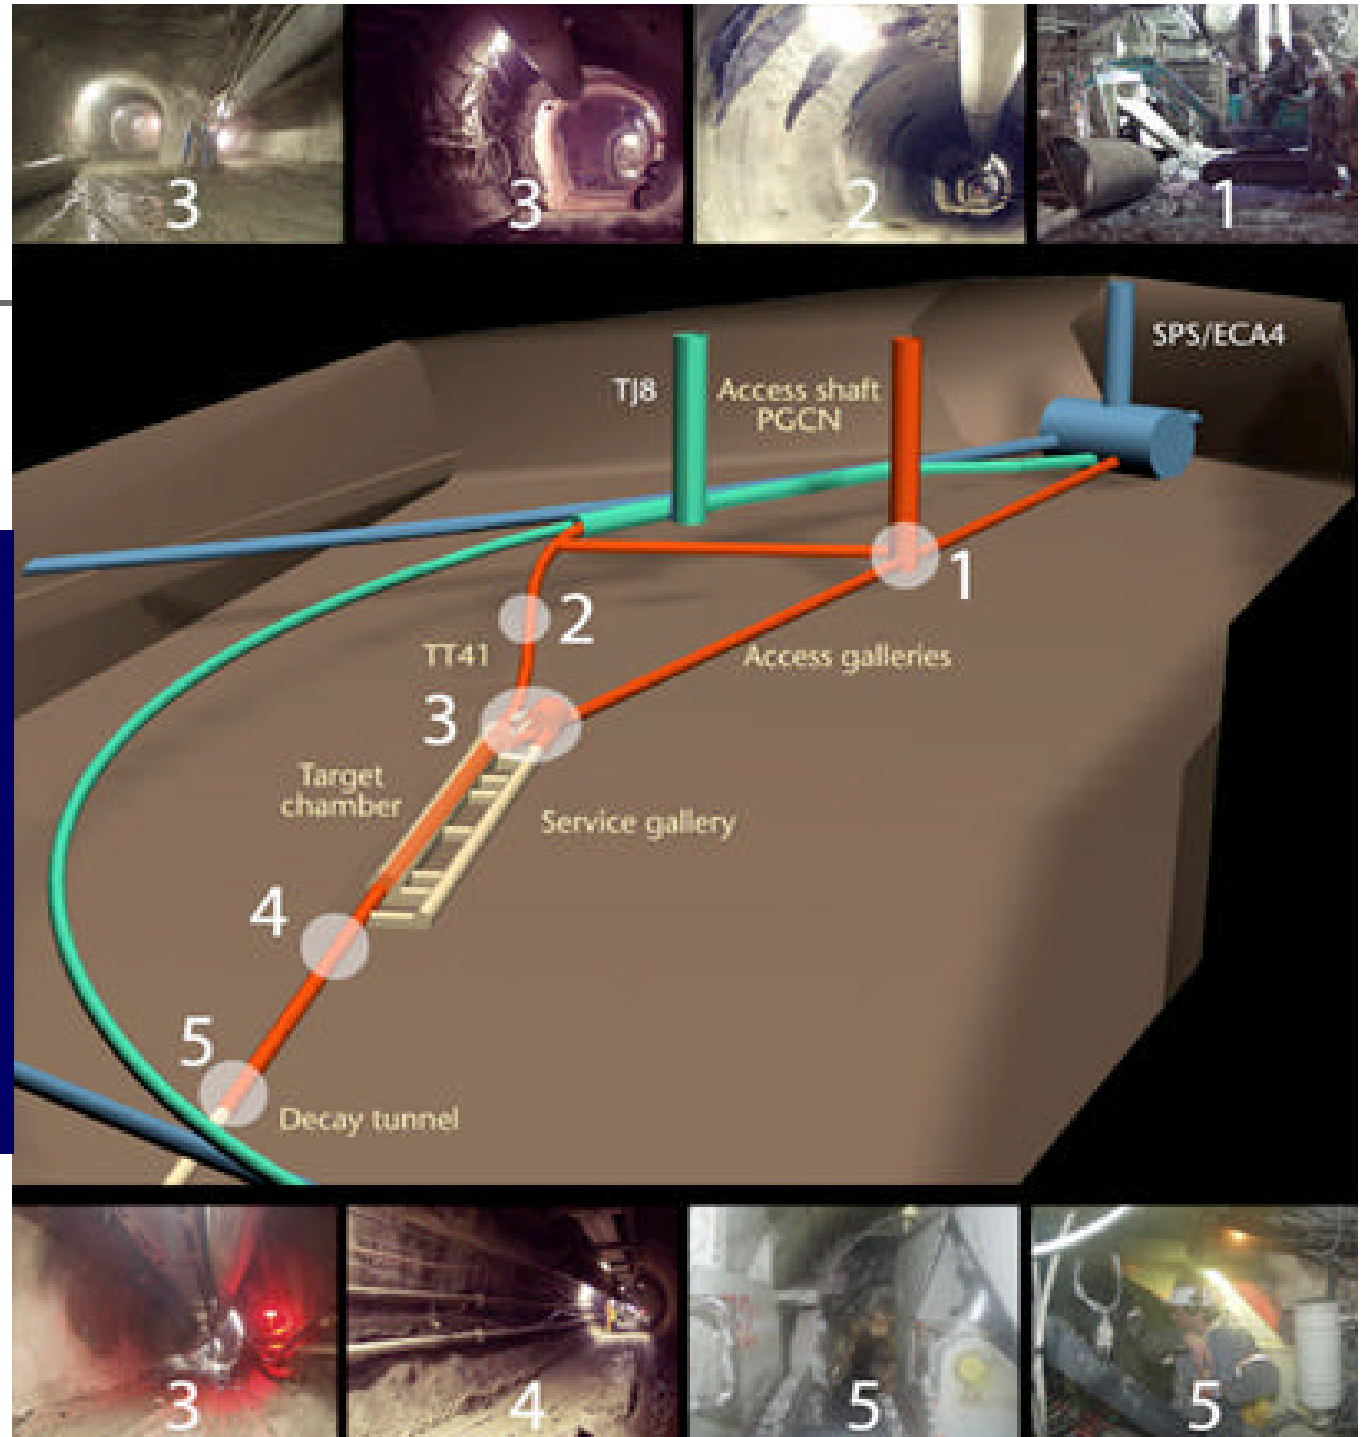 3
3
2
1
SPS/ECA4
TJ8
Access shaft
PGCN
1
2
TT41
Access galleries
3
Target
chamber
Service gallery
4
5
Decay tunnel
3
4
5
5